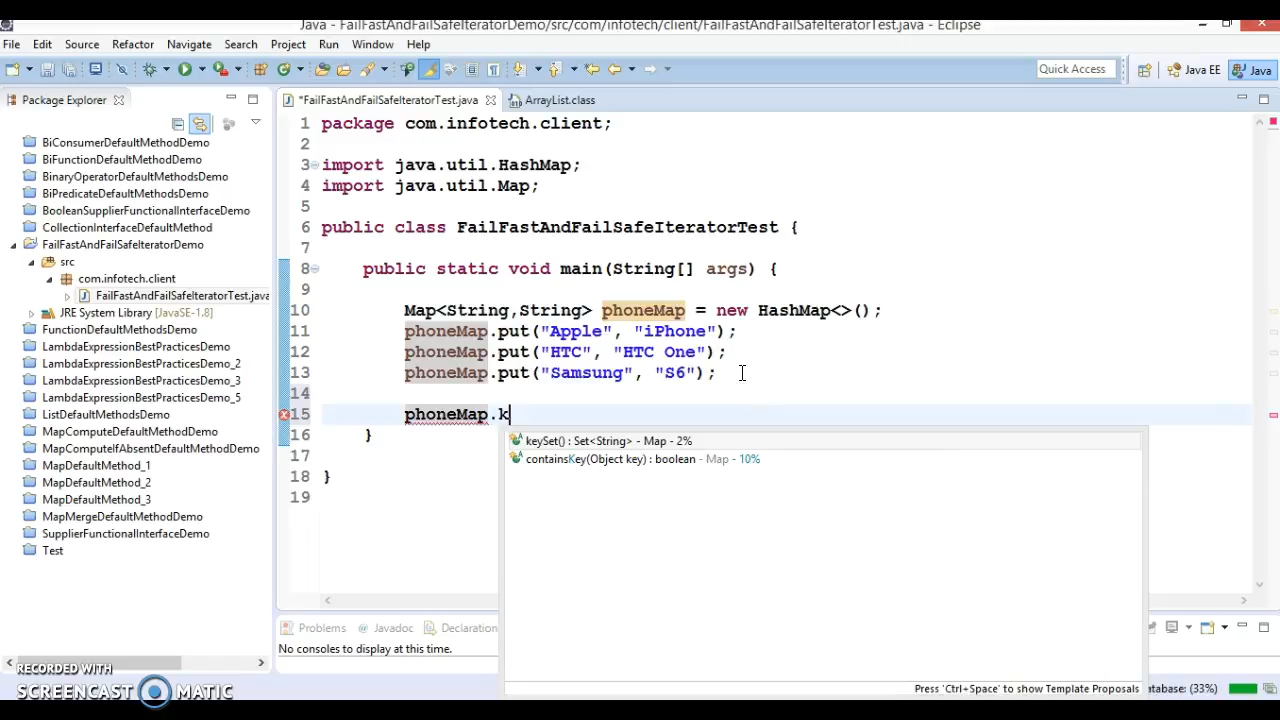 Java - FailFastAndFailSafeIteratorDemo/src/com/infotech/client/FailFastAndFailSafeIteratorTest.java - Eclipse
File Edit Source Refactor Navigate Search Project Run Window Help
Quick Access Java EE Java
Package Explorer
*FailFastAndFailSafeIteratorTest.java ArrayList.class
BiConsumerDefaultMethodDemo
BiFunctionDefaultMethodDemo
BinaryOperatorDefaultMethodsDemo
BiPredicateDefaultMethodsDemo
BooleanSupplierFunctionalInterfaceDemo
CollectionInterfaceDefaultMethod
FailFastAndFailSafeIteratorDemo
src
com.infotech.client
FailFastAndFailSafeIteratorTest.java
JRE System Library [JavaSE-1.8]
FunctionDefaultMethodsDemo
LambdaExpressionBestPracticesDemo
LambdaExpressionBestPracticesDemo_2
LambdaExpressionBestPracticesDemo_3
LambdaExpressionBestPracticesDemo_5
ListDefaultMethodsDemo
MapComputeDefaultMethodDemo
MapComputeIfAbsentDefaultMethodDemo
MapDefaultMethod_1
MapDefaultMethod_2
MapDefaultMethod_3
MapMergeDefaultMethodDemo
SupplierFunctionalInterfaceDemo
Test
1 package com.infotech.client;
2
3 import java.util.HashMap;
4 import java.util.Map;
5
6 public class FailFastAndFailSafeIteratorTest {
7
8 public static void main(String[] args) {
9
10 Map<String,String> phoneMap = new HashMap<>();
11 phoneMap.put("Apple", "iPhone");
12 phoneMap.put("HTC", "HTC One");
13 phoneMap.put("Samsung", "S6");
14
15 phoneMap.k
16 }
17
18 }
19
keySet() : Set<String> - Map - 2%
containsKey(Object key) : boolean - Map - 10%
Press 'Ctrl+Space' to show Template Proposals
Problems Javadoc Declaration
No consoles to display at this time.
atabase: (33%)
RECORDED WITH
SCREENCAST MATIC